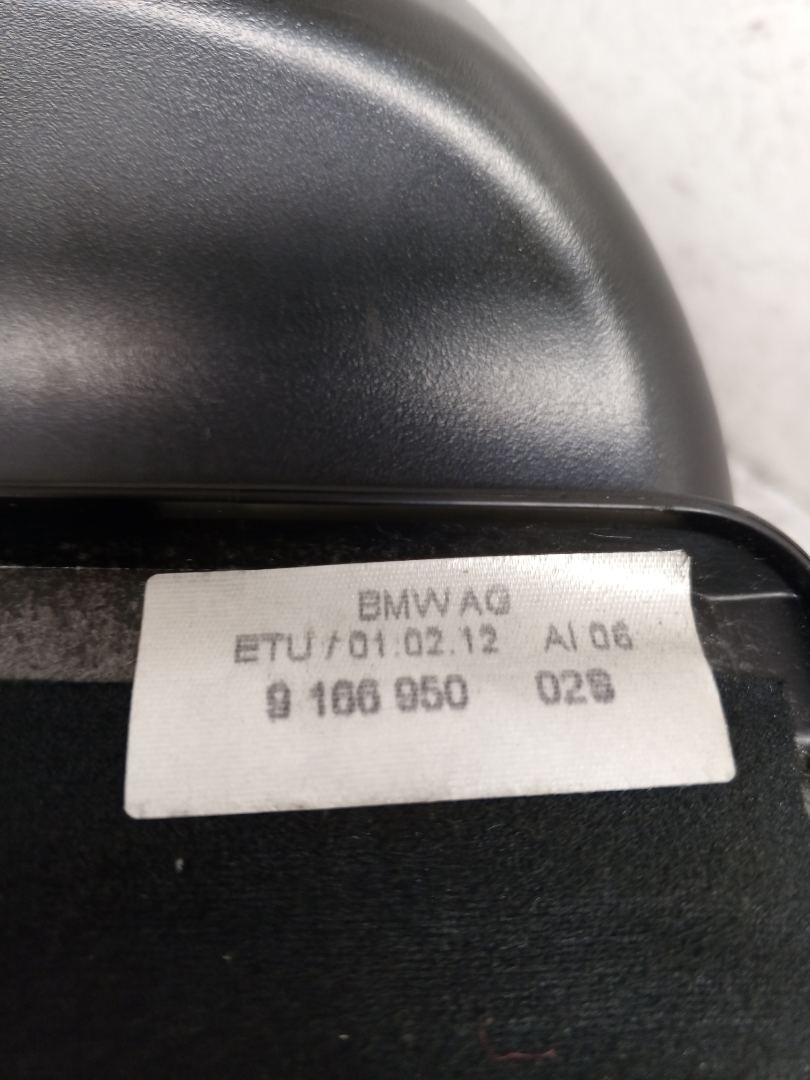 BMW AG
ETU / 01.02.12 AI 06
9 166 950 02S